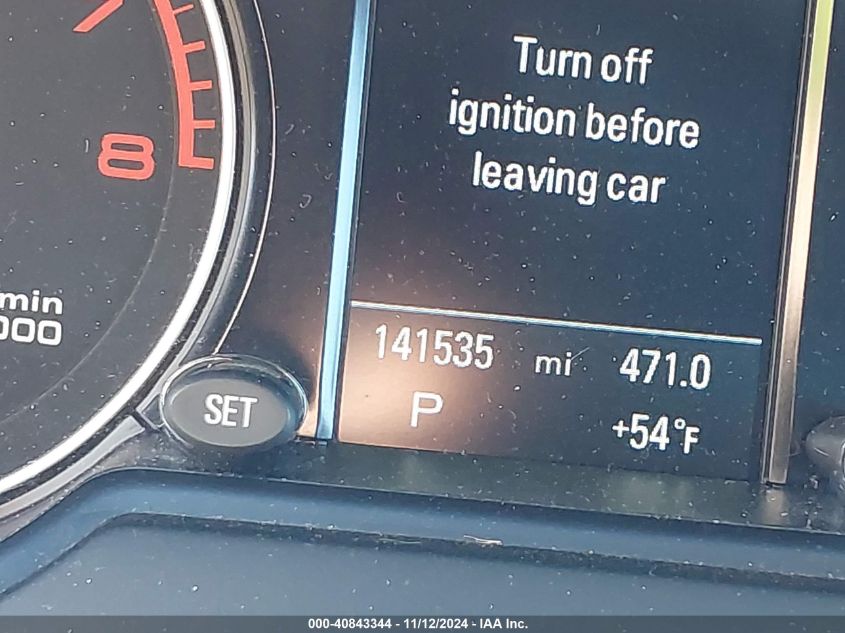 Turn off
ignition before
leaving car
8
min
000
141535 mi 471.0
SET
P +54°F
000-40843344 - 11/12/2024 - IAA Inc.